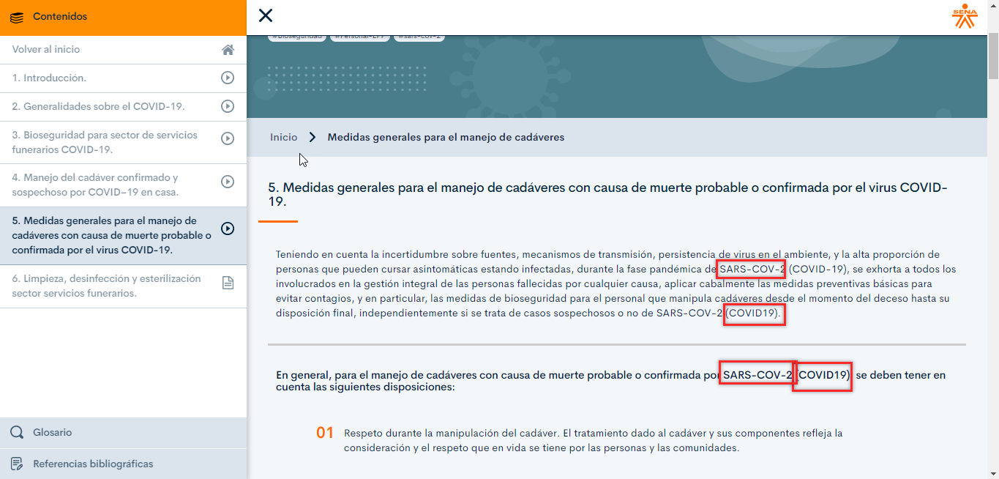 Contenidos
SENA
#Bioseguridad #Personal-EPP #sars-cov-2
Volver al inicio
1. Introducción.
2. Generalidades sobre el COVID-19.
3. Bioseguridad para sector de servicios
funerarios COVID-19.
4. Manejo del cadáver confirmado y
sospechoso por COVID–19 en casa.
5. Medidas generales para el manejo de
cadáveres con causa de muerte probable o
confirmada por el virus COVID-19.
6. Limpieza, desinfección y esterilización
sector servicios funerarios.
Glosario
Referencias bibliográficas
Inicio
Medidas generales para el manejo de cadáveres
5. Medidas generales para el manejo de cadáveres con causa de muerte probable o confirmada por el virus COVID-
19.
Teniendo en cuenta la incertidumbre sobre fuentes, mecanismos de transmisión, persistencia de virus en el ambiente, y la alta proporción de
personas que pueden cursar asintomáticas estando infectadas, durante la fase pandémica de SARS-COV-2 (COVID-19), se exhorta a todos los
involucrados en la gestión integral de las personas fallecidas por cualquier causa, aplicar cabalmente las medidas preventivas básicas para
evitar contagios, y en particular, las medidas de bioseguridad para el personal que manipula cadáveres desde el momento del deceso hasta su
disposición final, independientemente si se trata de casos sospechosos o no de SARS-COV-2 (COVID19).
En general, para el manejo de cadáveres con causa de muerte probable o confirmada por SARS-COV-2 (COVID19) se deben tener en
cuenta las siguientes disposiciones:
01 Respeto durante la manipulación del cadáver. El tratamiento dado al cadáver y sus componentes refleja la
consideración y el respeto que en vida se tiene por las personas y las comunidades.